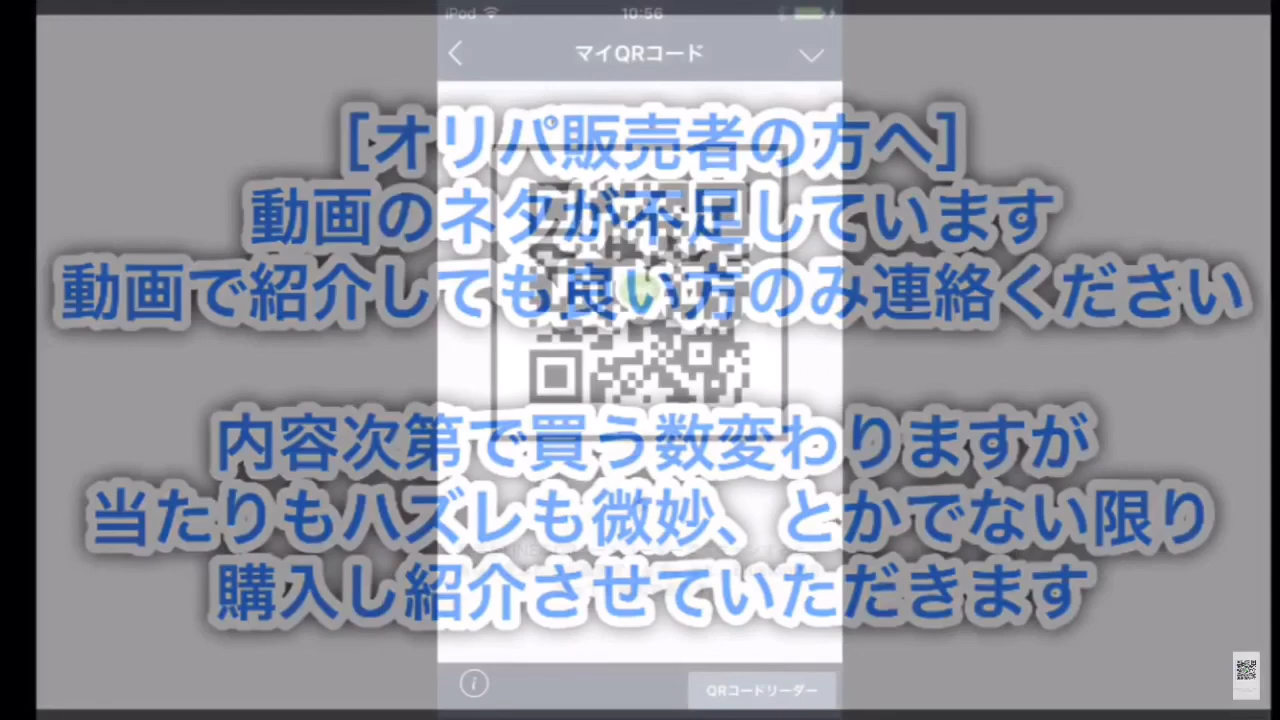 iPod
10:56
マイQRコード
［オリパ販売者の方へ］
動画のネタが不足しています
動画で紹介しても良い方のみ連絡ください
内容次第で買う数変わりますが
当たりもハズレも微妙、とかでない限り
購入し紹介させていただきます
QRコードリーダー